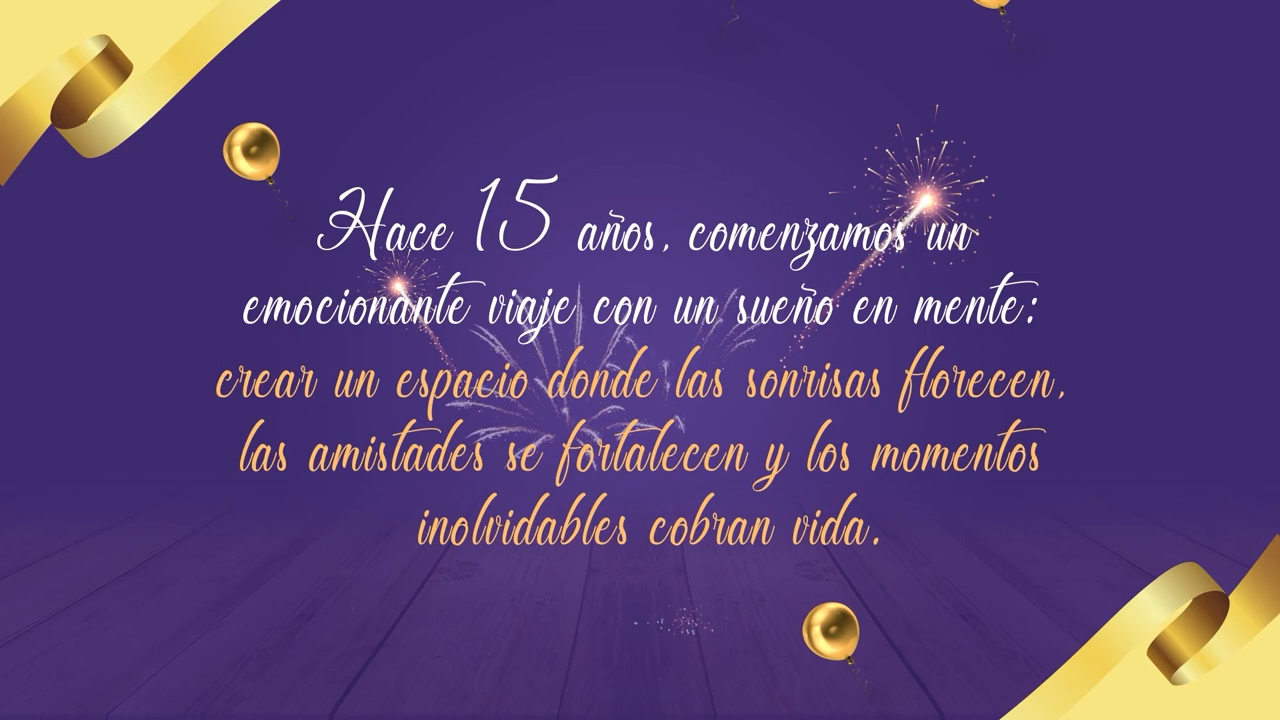 Hace 15 años, comenzamos un
emocionante viaje con un sueño en mente:
crear un espacio donde las sonrisas florecen,
las amistades se fortalecen y los momentos
inolvidables cobran vida.